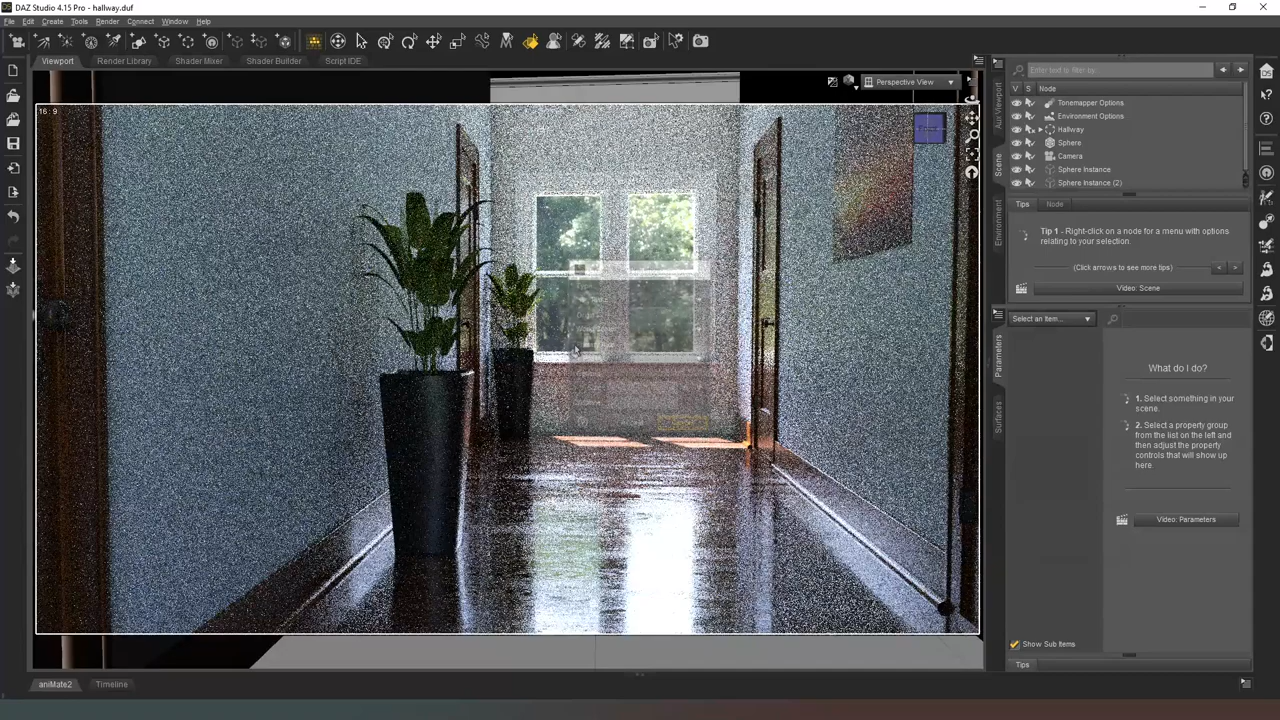 DAZ Studio 4.15 Pro - hallway.duf
File Edit Create Tools Render Connect Window Help
Viewport Render Library Shader Mixer Shader Builder Script IDE
Perspective View
16 : 9
Enter text to filter by...
V S Node
Tonemapper Options
Environment Options
Hallway
Sphere
Camera
Sphere Instance
Sphere Instance (2)
Aux Viewport
Scene
Environment
Tips Node
Tip 1 - Right-click on a node for a menu with options
relating to your selection.
(Click arrows to see more tips) < >
Video: Scene
Select an Item...
Parameters
Surfaces
What do I do?
1. Select something in your
scene.
2. Select a property group
from the list on the left and
then adjust the property
controls that will show up
here.
Video: Parameters
Show Sub Items
Tips
aniMate2 Timeline